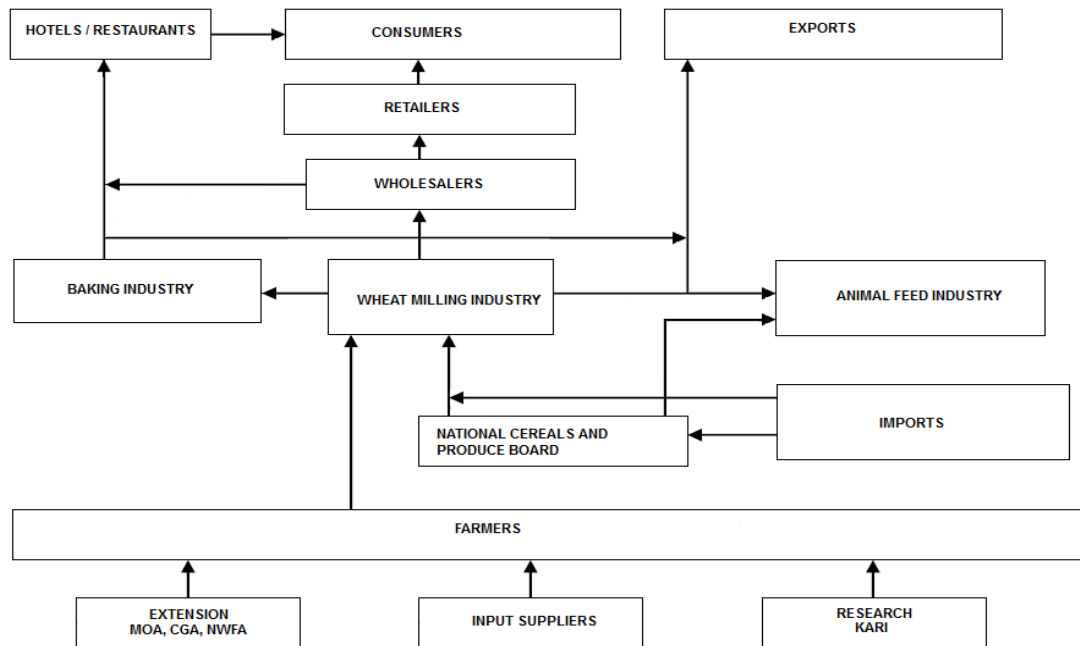 HOTELS / RESTAURANTS
CONSUMERS
EXPORTS
RETAILERS
WHOLESALERS
BAKING INDUSTRY
WHEAT MILLING INDUSTRY
ANIMAL FEED INDUSTRY
IMPORTS
NATIONAL CEREALS AND
PRODUCE BOARD
FARMERS
EXTENSION
MOA, CGA, NWFA
INPUT SUPPLIERS
RESEARCH
KARI